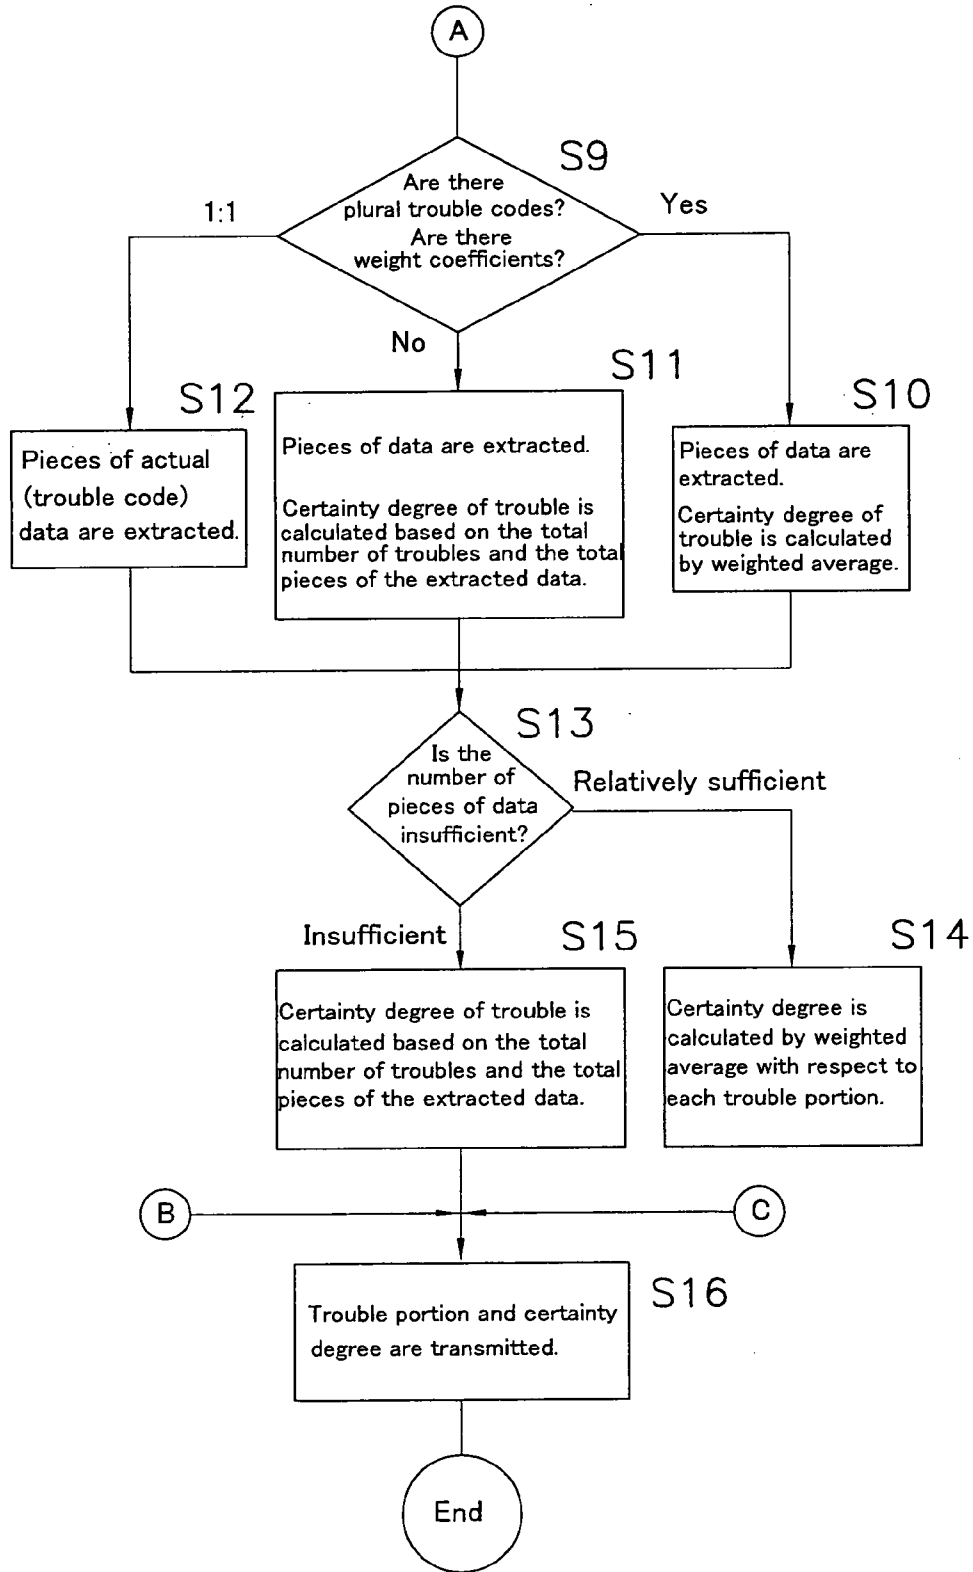 A
S9
Are there
plural trouble codes?
Are there
weight coefficients?
1:1
Yes
No
S12
Pieces of actual
(trouble code)
data are extracted.
S11
Pieces of data are extracted.
Certainty degree of trouble is
calculated based on the total
number of troubles and the total
pieces of the extracted data.
S10
Pieces of data are
extracted.
Certainty degree of
trouble is calculated
by weighted average.
S13
Is the
number of
pieces of data
insufficient?
Relatively sufficient
Insufficient
S15
Certainty degree of trouble is
calculated based on the total
number of troubles and the total
pieces of the extracted data.
S14
Certainty degree is
calculated by weighted
average with respect to
each trouble portion.
B
C
S16
Trouble portion and certainty
degree are transmitted.
End